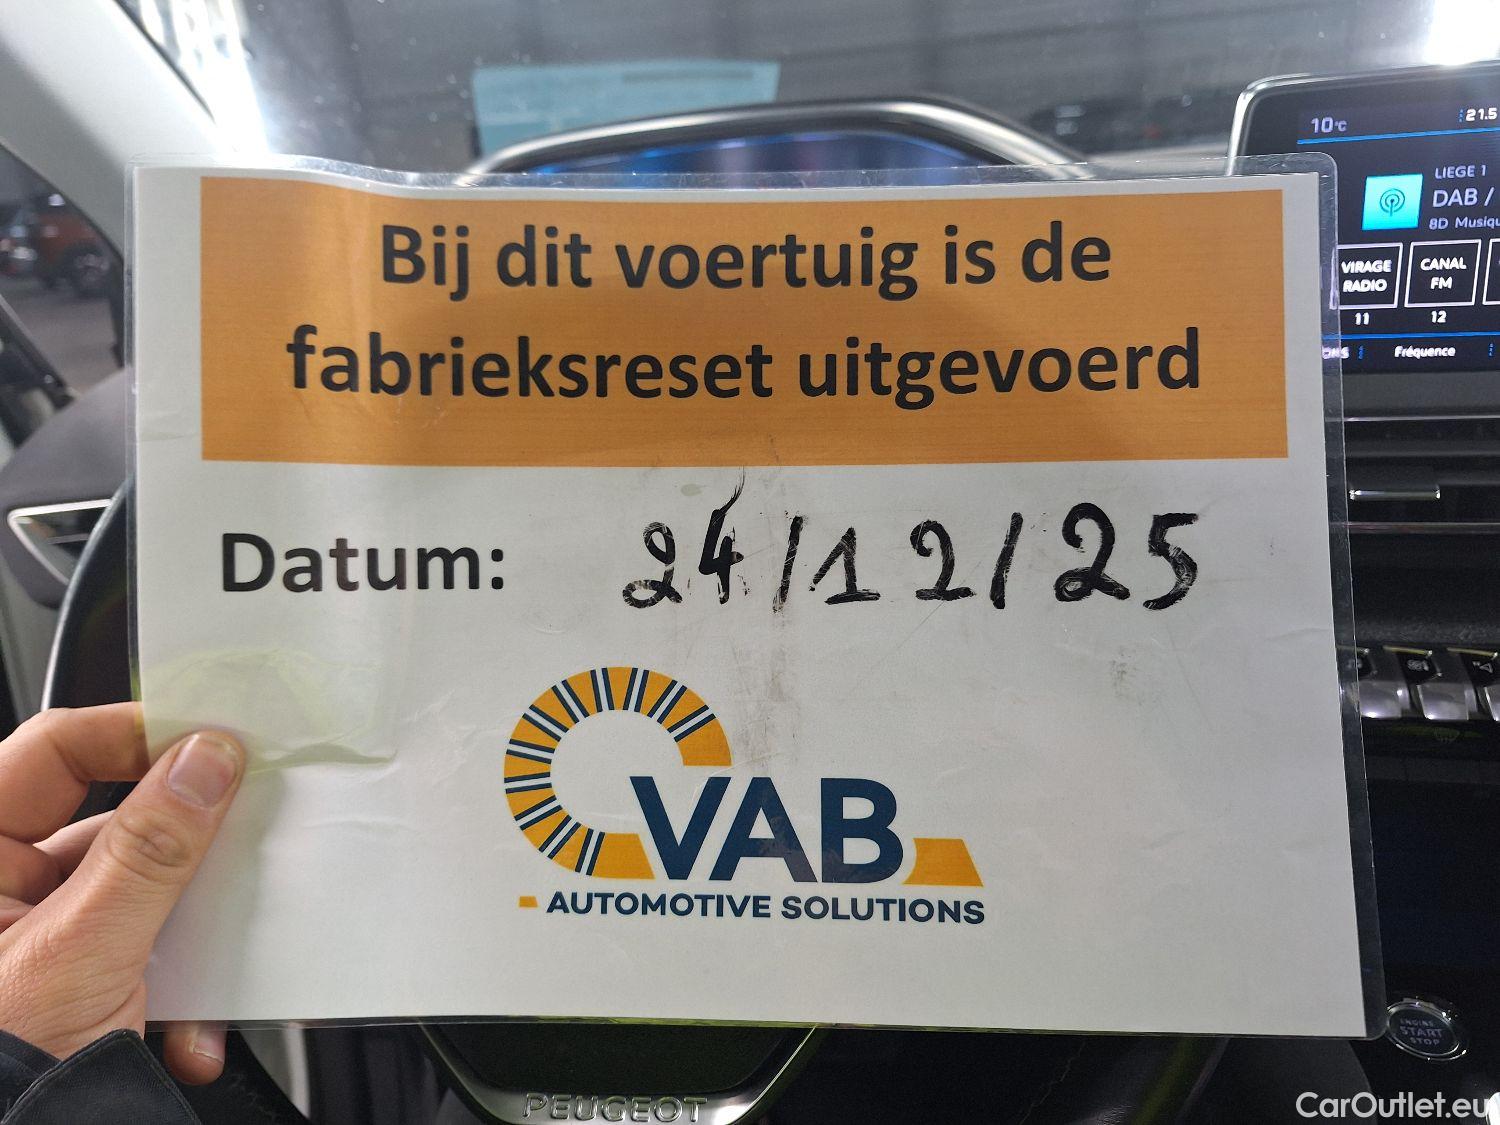 Bij dit voertuig is de
fabrieksreset uitgevoerd
Datum: 24/12/25
VAB
AUTOMOTIVE SOLUTIONS
10°C
21.5
LIEGE 1
DAB /
8D Musiqu
VIRAGE
RADIO
11
CANAL
FM
12
Fréquence
ENGINE
START
STOP
PEUGEOT
CarOutlet.eu